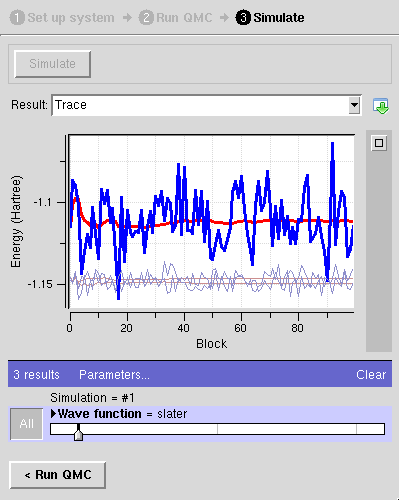 1 Set up system → 2 Run QMC → 3 Simulate
Simulate
Result: Trace
Energy (Hartree)
-1.1
-1.15
0 20 40 60 80
Block
3 results Parameters... Clear
Simulation = #1
All
Wave function = slater
< Run QMC